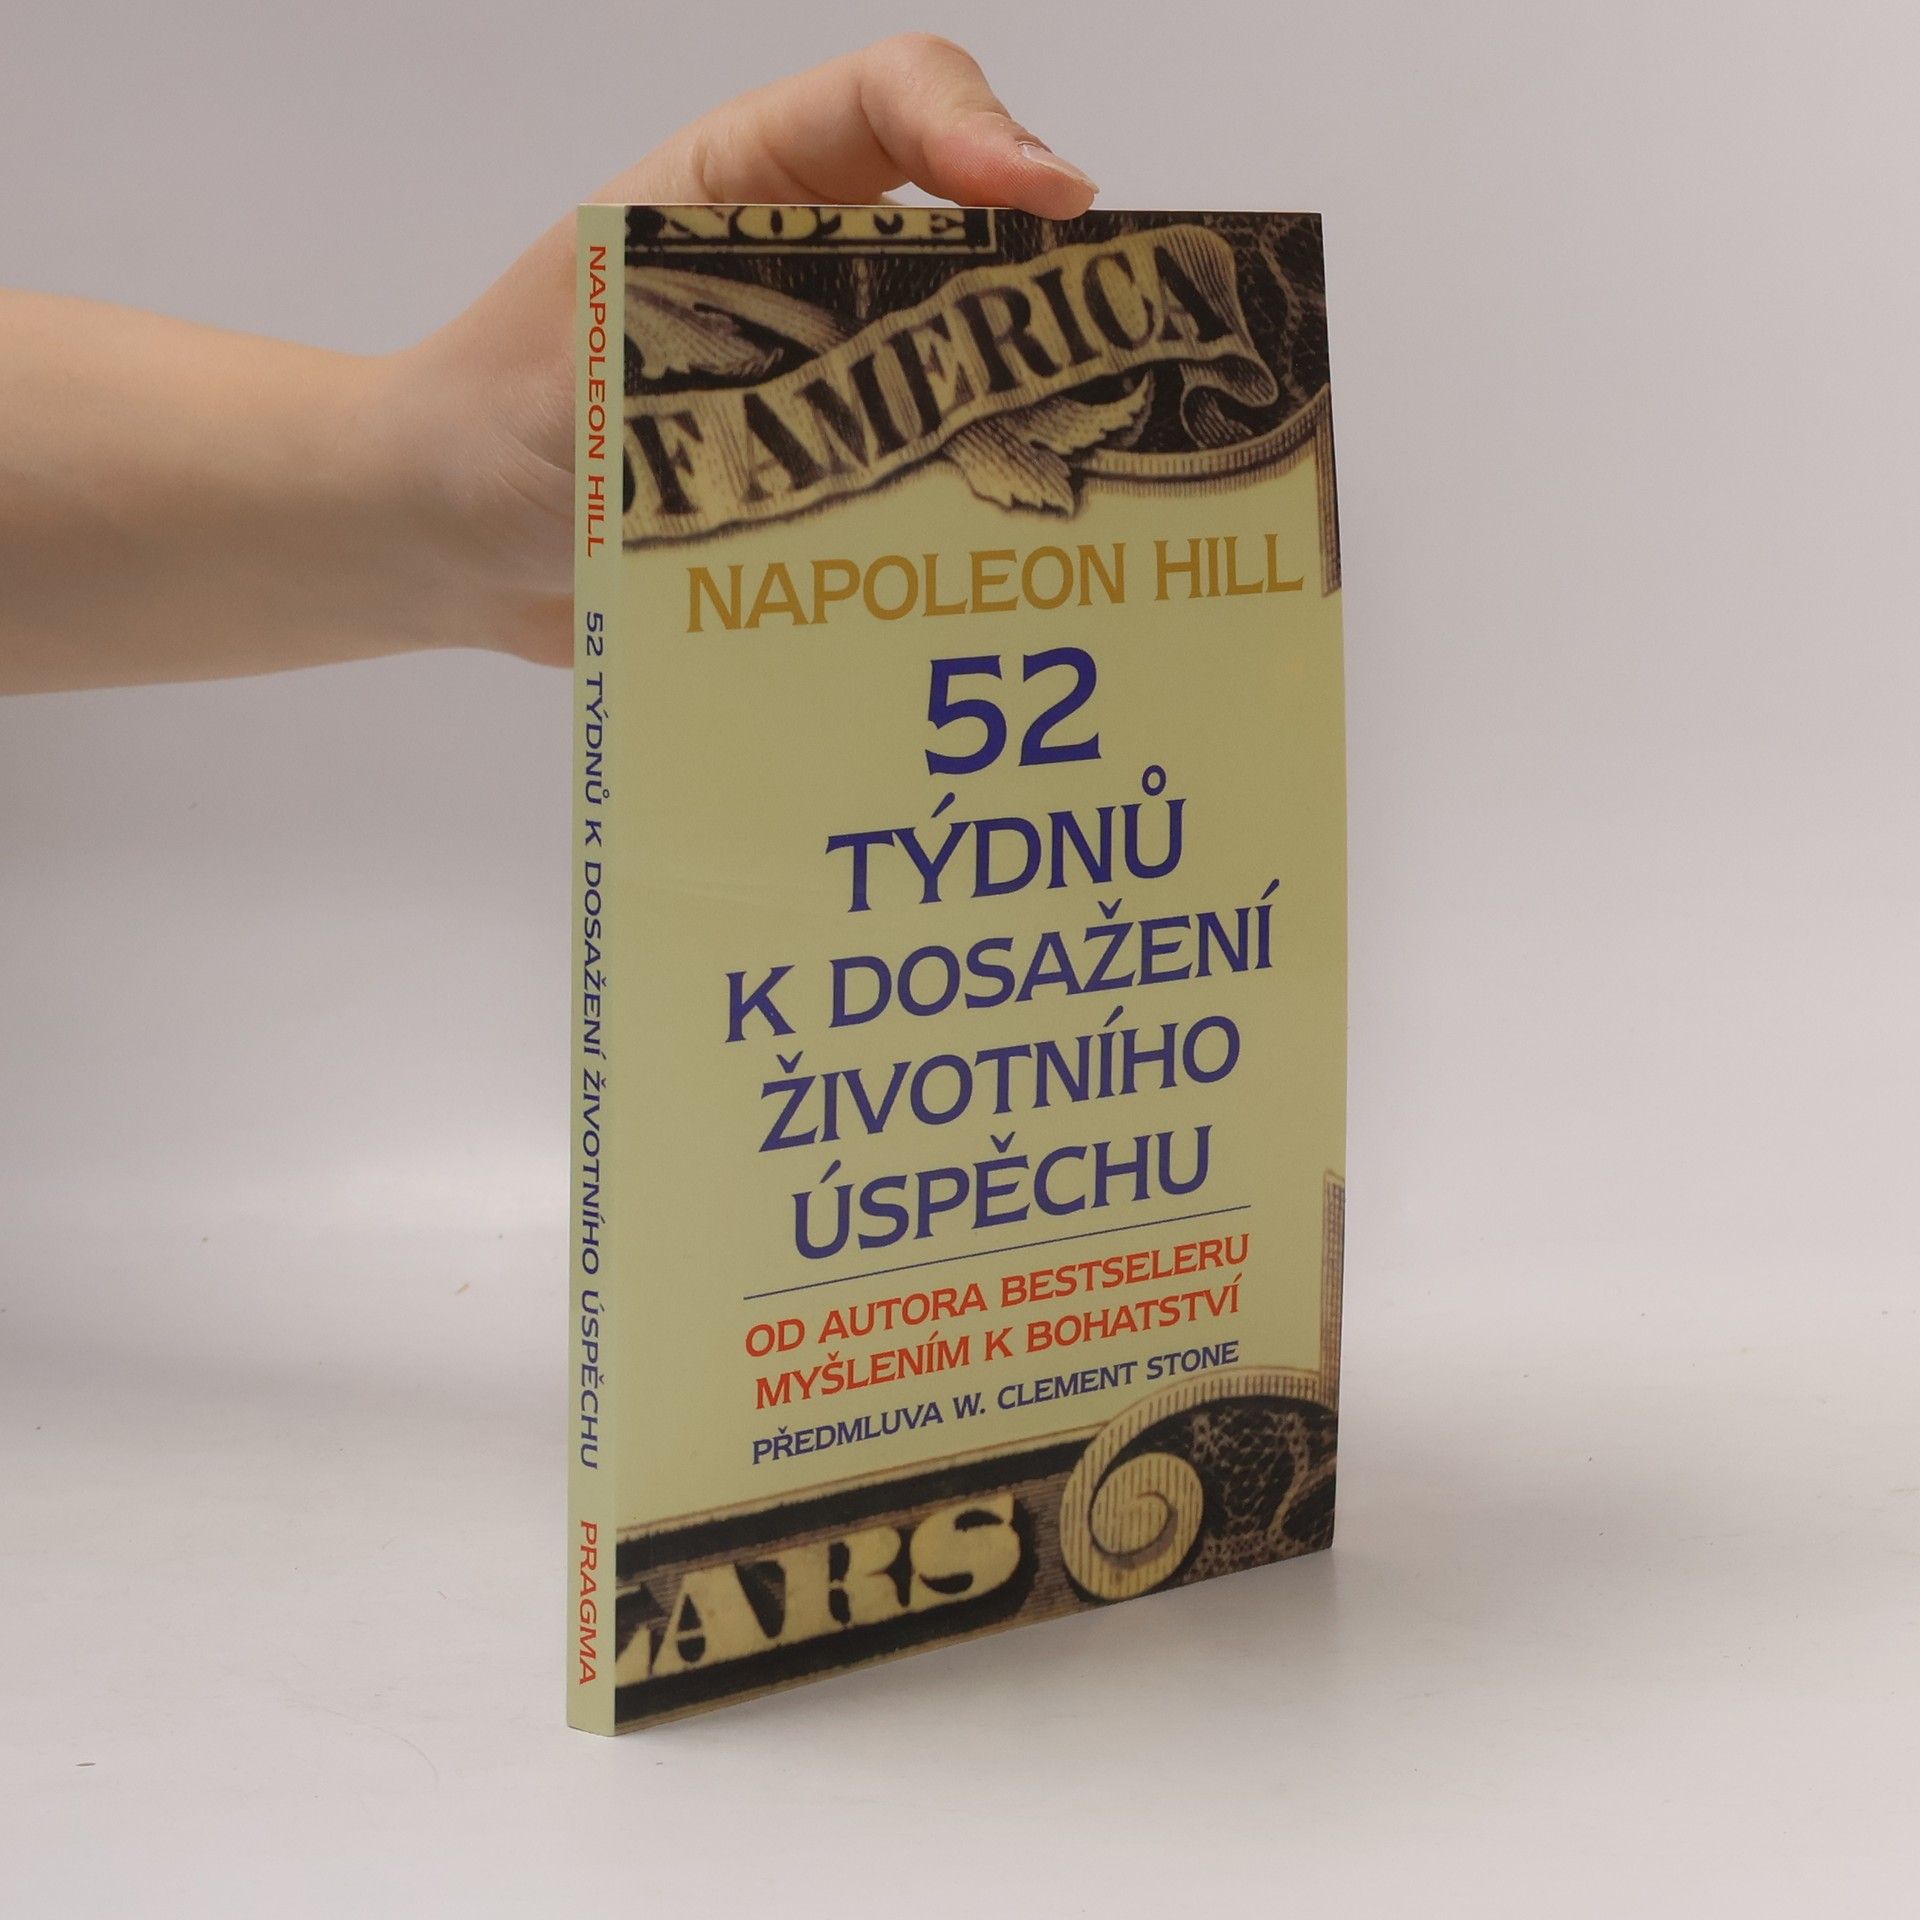 NAPOLEON HILL 52 TÝDNŮ K DOSAŽENÍ ŽIVOTNÍHO ÚSPĚCHU PRAGMA
NOTE
OF AMERICA
NAPOLEON HILL
52
TÝDNŮ
K DOSAŽENÍ
ŽIVOTNÍHO
ÚSPĚCHU
OD AUTORA BESTSELERU
MYŠLENÍM K BOHATSTVÍ
PŘEDMLUVA W. CLEMENT STONE
LARS